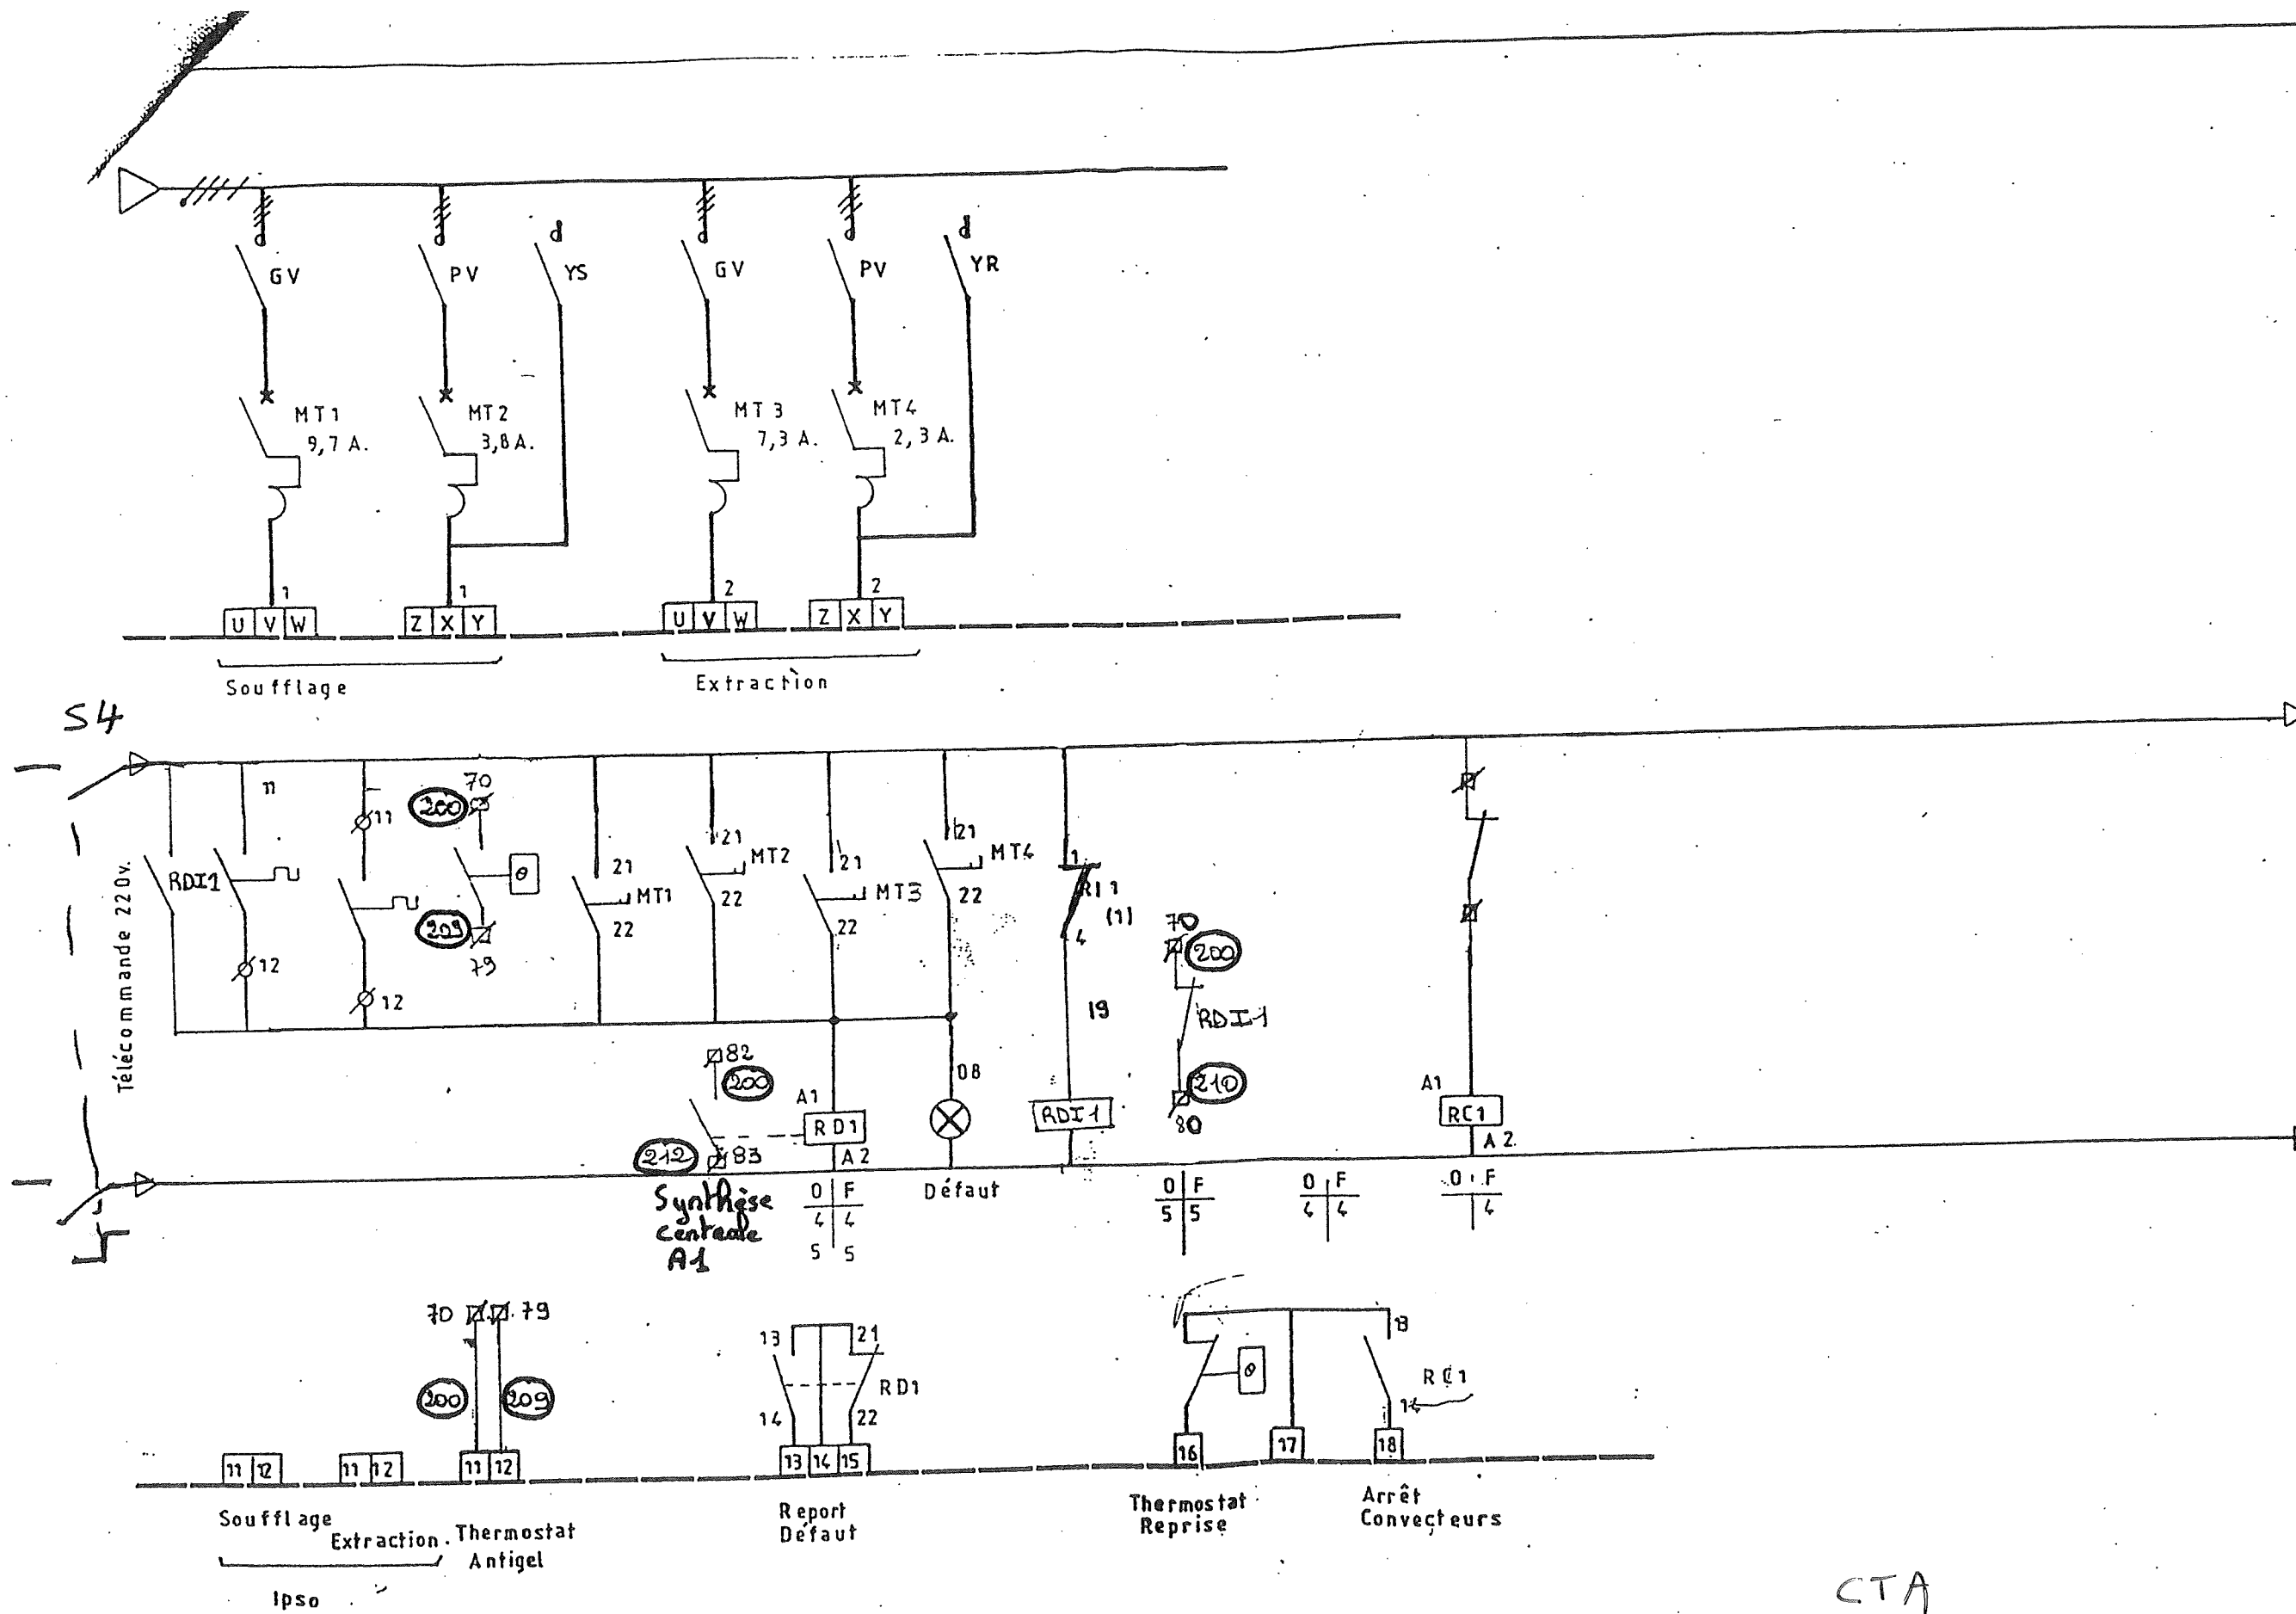 d d d d d d
GV PV YS GV PV YR
MT1 MT2 MT3 MT4
9,7 A. 3,8 A. 7,3 A. 2,3 A.
1 1 2 2
U V W Z X Y U V W Z X Y
Soufflage Extraction
S4
Télécommande 220v.
11 70
200
11
21 21 21 21
RDI1
MT1 MT2 MT3 MT4
22 22 22 22
209
79
12
12
1
RI1
(1)
4
19
70
200
RDI1
210
80
82
200
212
83
A1
RD1
A2
08
RDI1
A1
RC1
A2
Synthèse
centrale
A1
Défaut
O F
4 4
5 5
O F
5 5
O F
4 4
O F
4
70 79
200 209
13 21
RD1
14 22
13
RC1
14
11 12 11 12 11 12 13 14 15 16 17 18
Soufflage
Extraction.
Thermostat
Antigel
Ipso
Report
Défaut
Thermostat
Reprise
Arrêt
Convecteurs
CTA